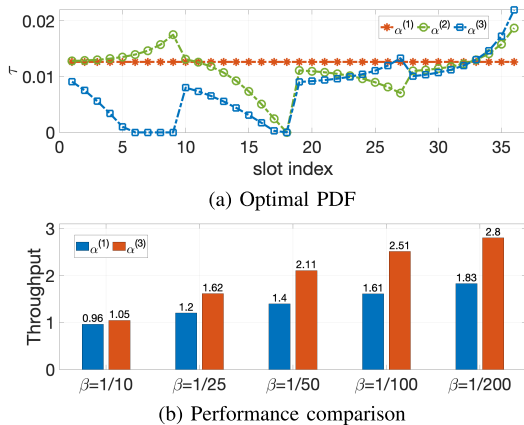 0.02
0.01
0
τ
α(1) α(2) α(3)
0 5 10 15 20 25 30 35
slot index
(a) Optimal PDF
3
2
1
0
Throughput
α(1) α(3)
0.96 1.05 1.2 1.62 1.4 2.11 1.61 2.51 1.83 2.8
β=1/10 β=1/25 β=1/50 β=1/100 β=1/200
(b) Performance comparison